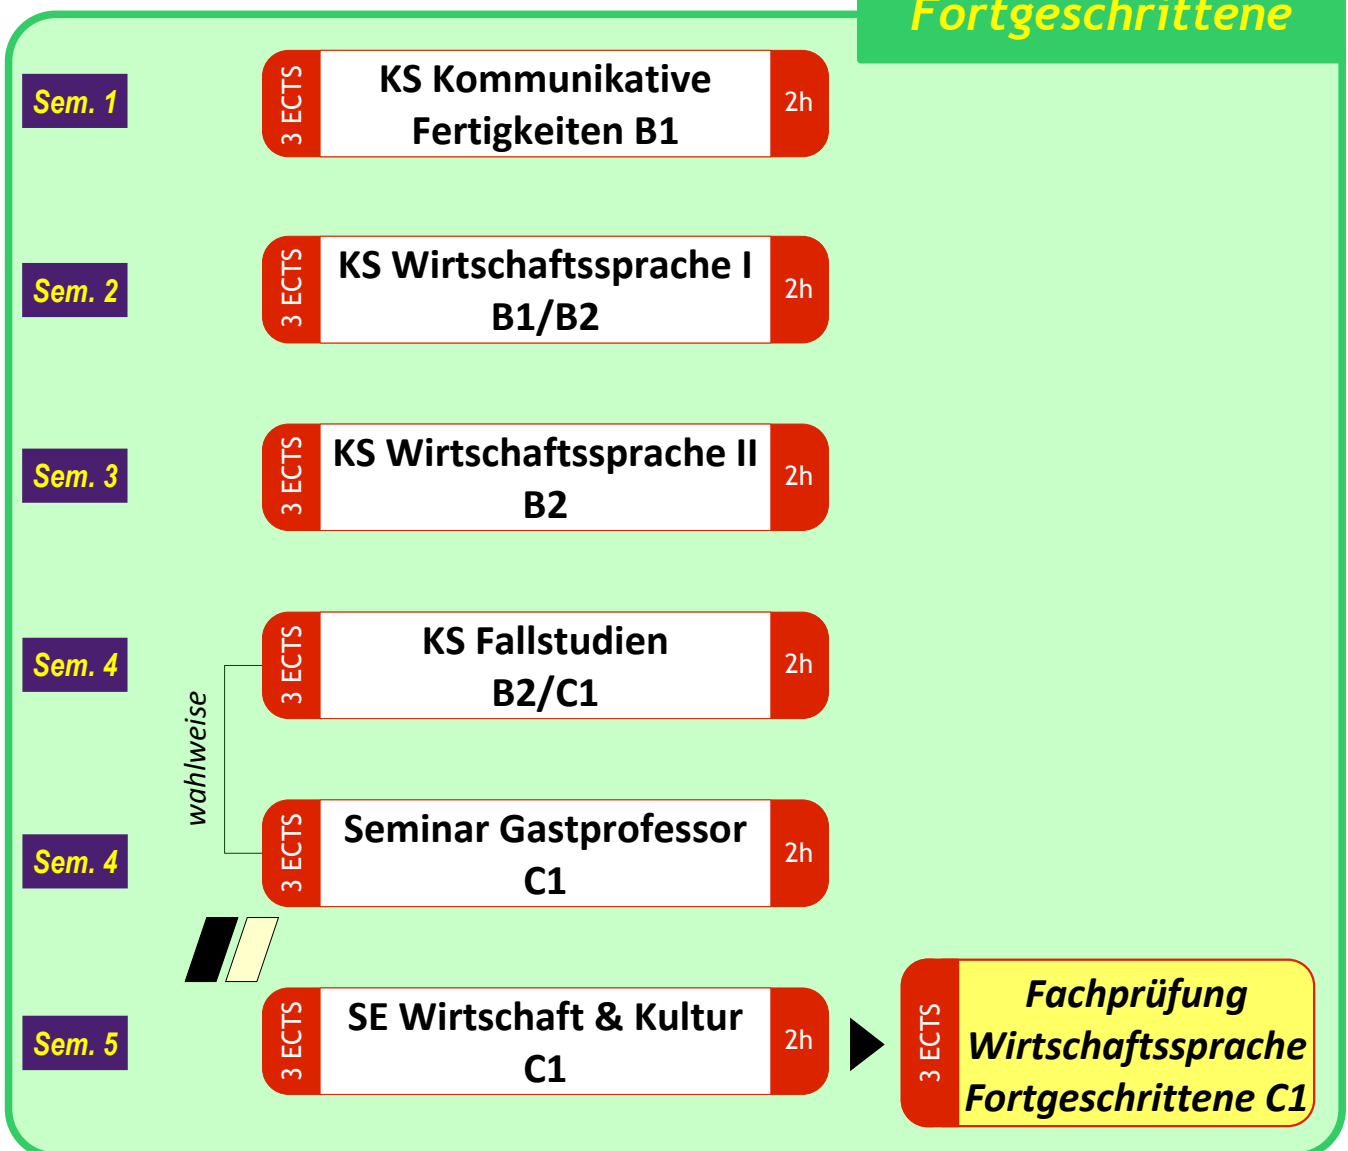 Fortgeschrittene
Sem. 1
3 ECTS
KS Kommunikative
Fertigkeiten B1
2h
Sem. 2
3 ECTS
KS Wirtschaftssprache I
B1/B2
2h
Sem. 3
3 ECTS
KS Wirtschaftssprache II
B2
2h
Sem. 4
3 ECTS
KS Fallstudien
B2/C1
2h
wahlweise
Sem. 4
3 ECTS
Seminar Gastprofessor
C1
2h
Sem. 5
3 ECTS
SE Wirtschaft & Kultur
C1
2h
3 ECTS
Fachprüfung
Wirtschaftssprache
Fortgeschrittene C1